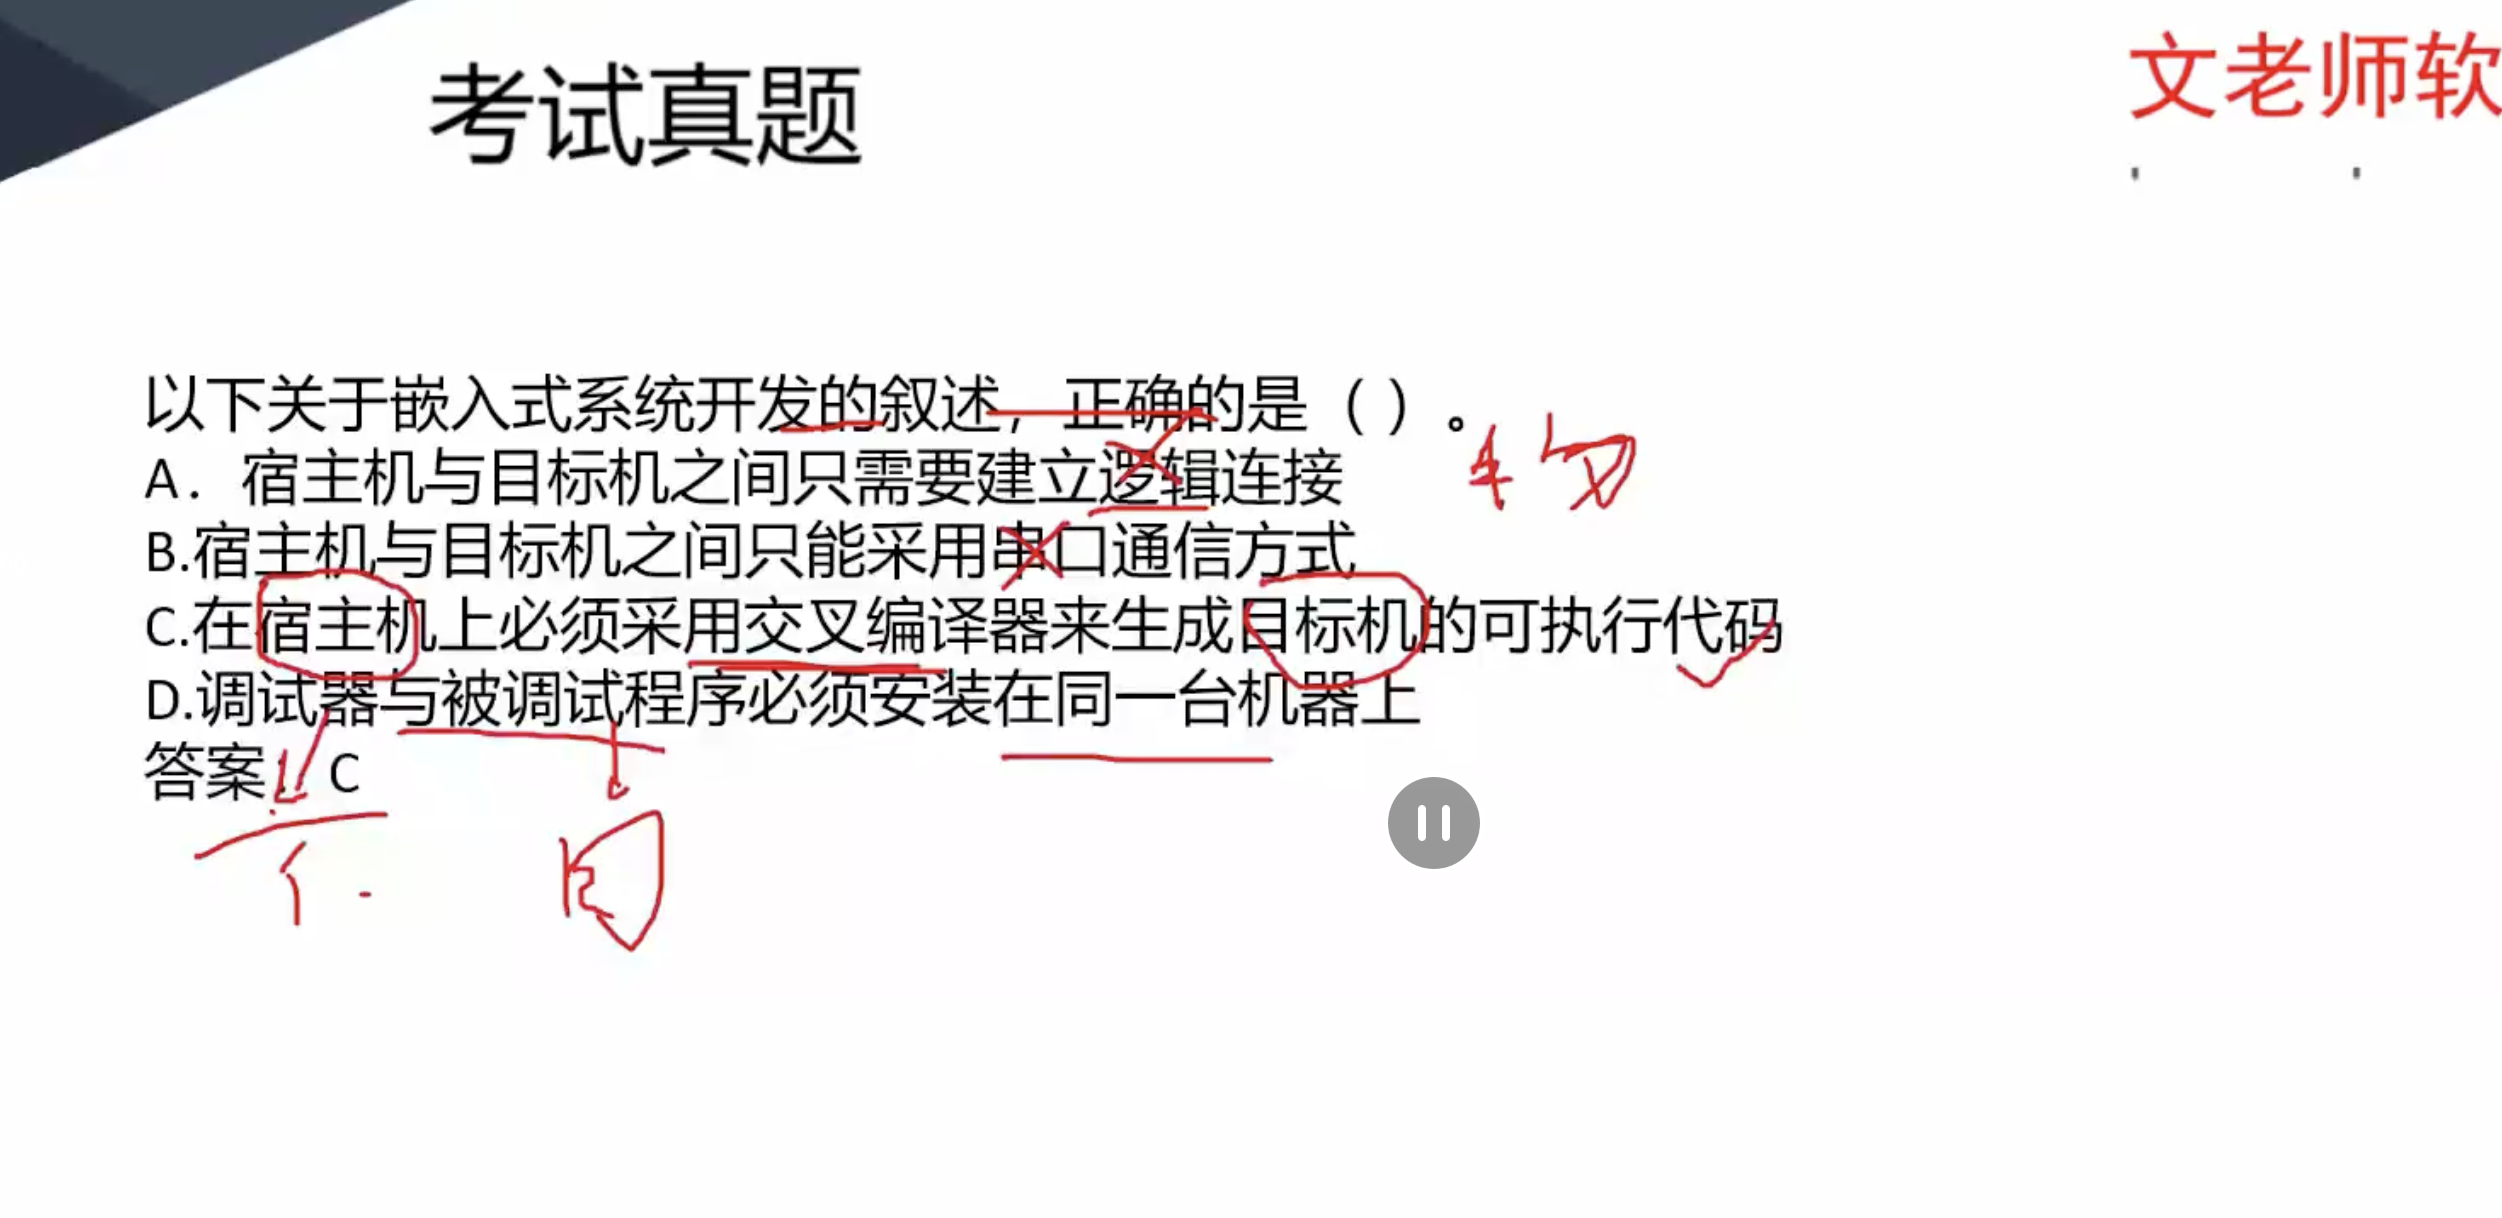 考试真题
文老师软
以下关于嵌入式系统开发的叙述，正确的是（ ）。
A．宿主机与目标机之间只需要建立逻辑连接
B.宿主机与目标机之间只能采用串口通信方式
C.在宿主机上必须采用交叉编译器来生成目标机的可执行代码
D.调试器与被调试程序必须安装在同一台机器上
答案：C